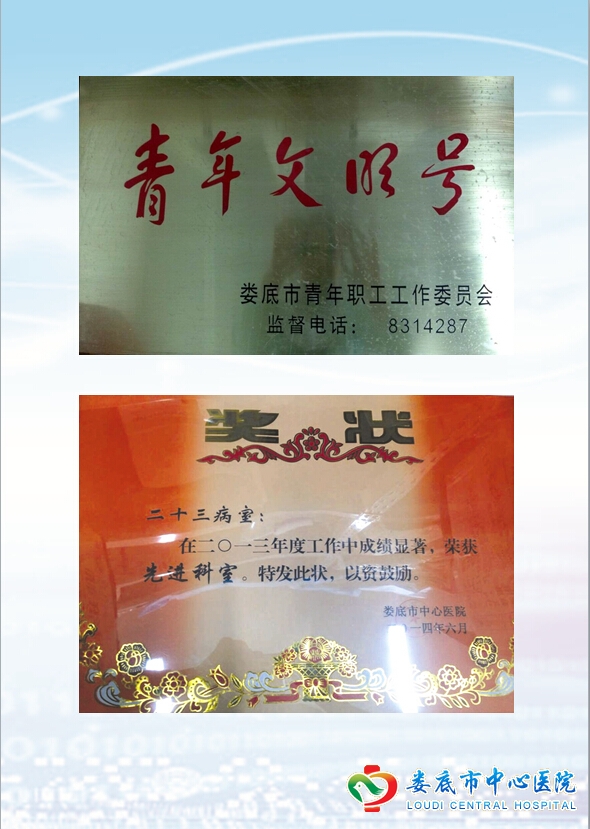 青年文明号
娄底市青年职工工作委员会
监督电话： 8314287
奖 状
二十三病室：
在二〇一三年度工作中成绩显著，荣获
先进科室。特发此状，以资鼓励。
娄底市中心医院
二〇一四年六月
娄底市中心医院
LOUDI CENTRAL HOSPITAL